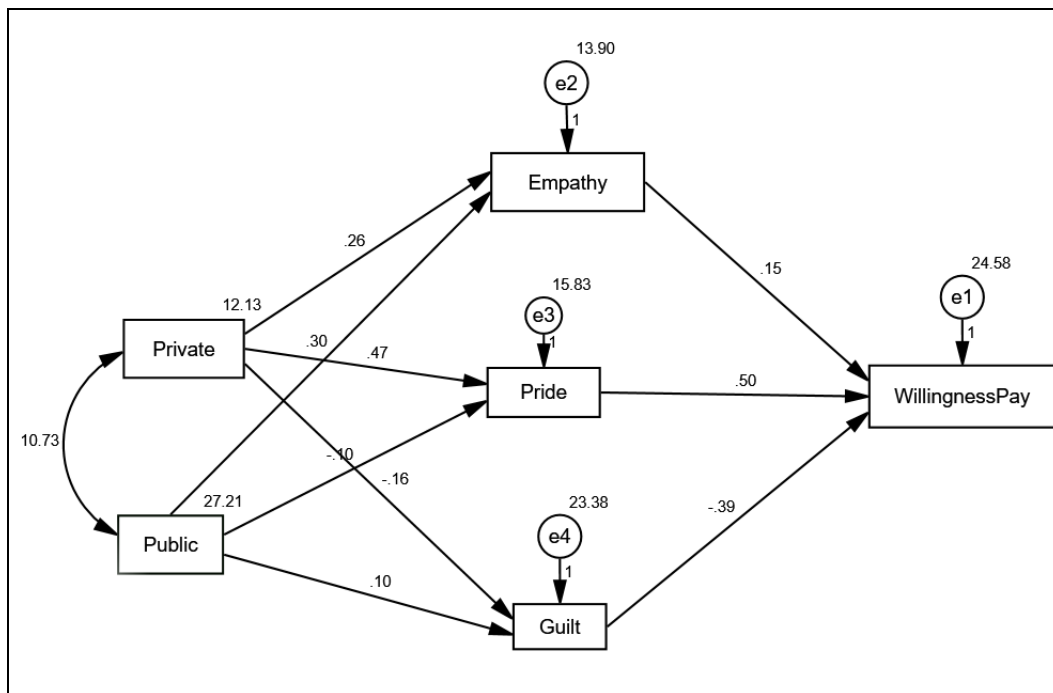 13.90
e2
1
Empathy
.26
.15
24.58
e1
1
15.83
e3
1
12.13
Private
.30
.47
Pride
.50
WillingnessPay
10.73
-.10
-.16
27.21
23.38
-.39
Public
e4
1
.10
Guilt